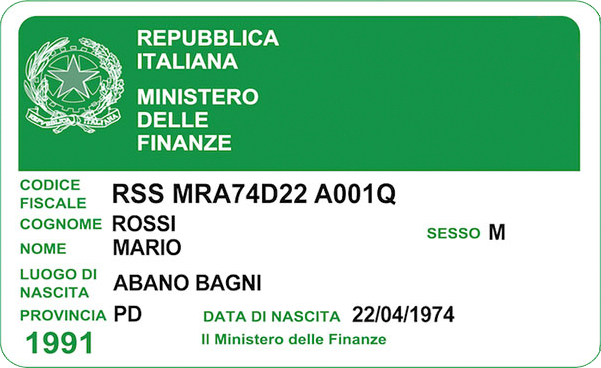 REPUBBLICA
ITALIANA
MINISTERO
DELLE
FINANZE
REPVBBLICA ITALIANA
CODICE
FISCALE RSS MRA74D22 A001Q
COGNOME ROSSI
SESSO M
NOME MARIO
LUOGO DI
NASCITA ABANO BAGNI
PROVINCIA PD DATA DI NASCITA 22/04/1974
1991 Il Ministero delle Finanze